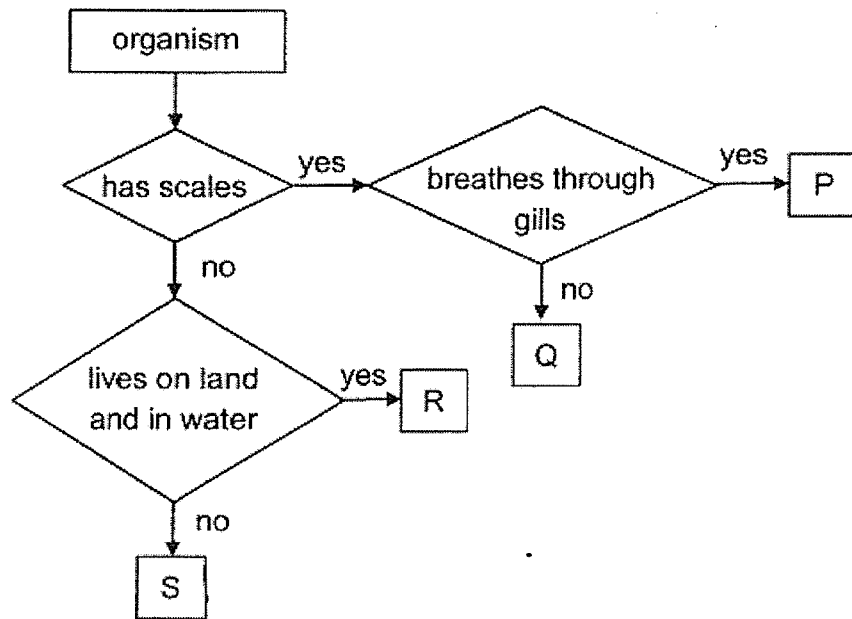 organism
has scales
yes
breathes through
gills
yes
P
no
no
Q
lives on land
and in water
yes
R
no
S